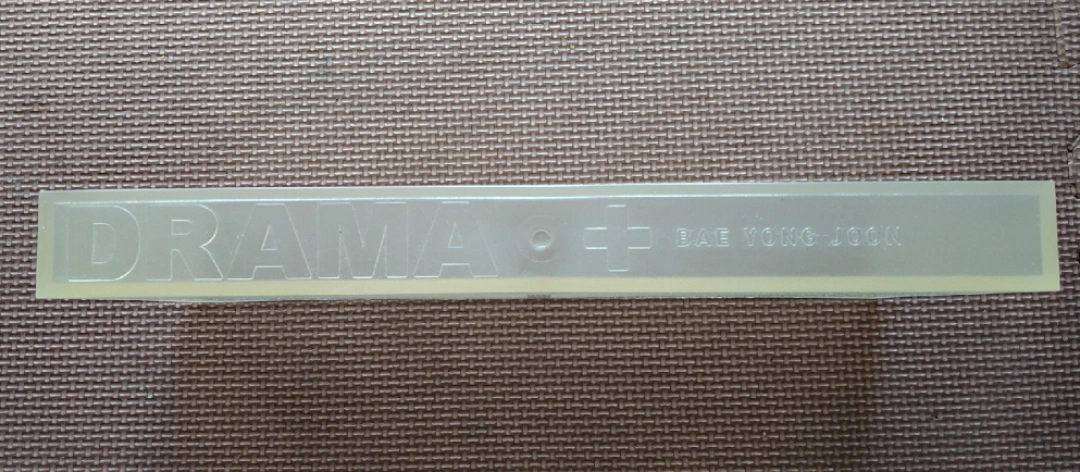 DRAMA + BAE YONG JOON